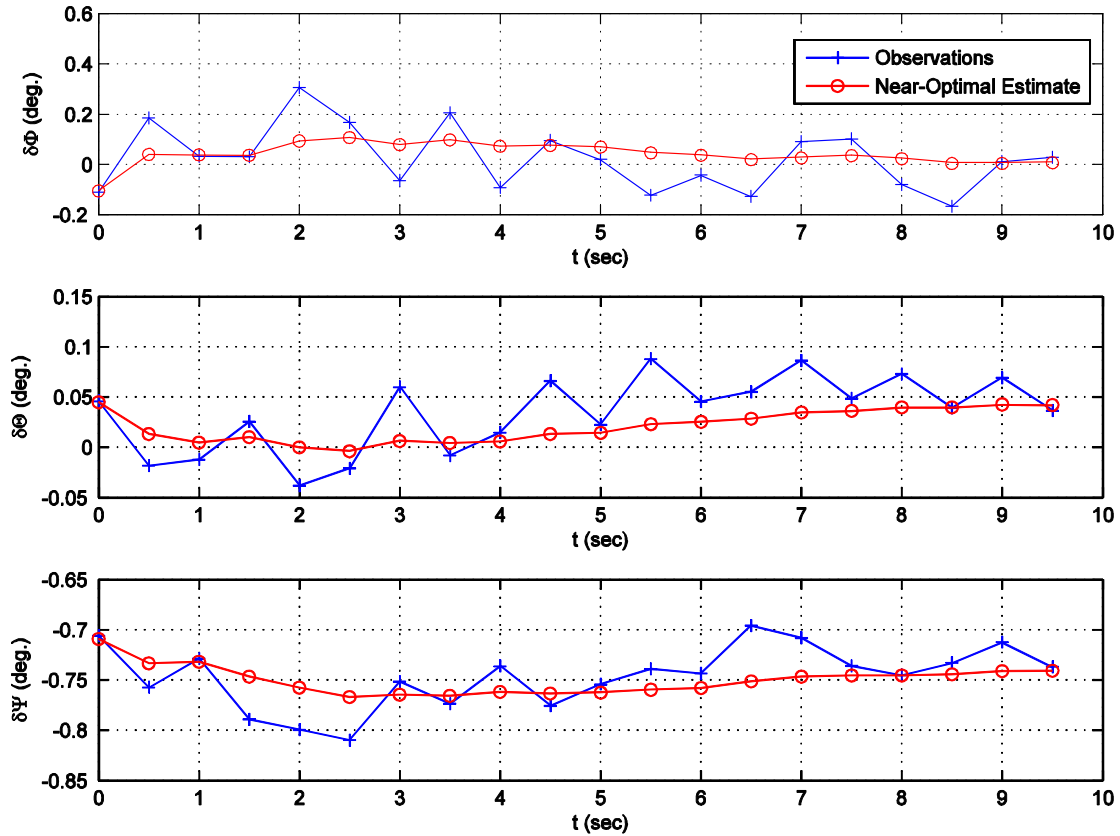 0.6
0.4
0.2
0
-0.2
δΦ (deg.)
Observations
Near-Optimal Estimate
0 1 2 3 4 5 6 7 8 9 10
t (sec)
0.15
0.1
0.05
0
-0.05
δΘ (deg.)
0 1 2 3 4 5 6 7 8 9 10
t (sec)
-0.65
-0.7
-0.75
-0.8
-0.85
δΨ (deg.)
0 1 2 3 4 5 6 7 8 9 10
t (sec)